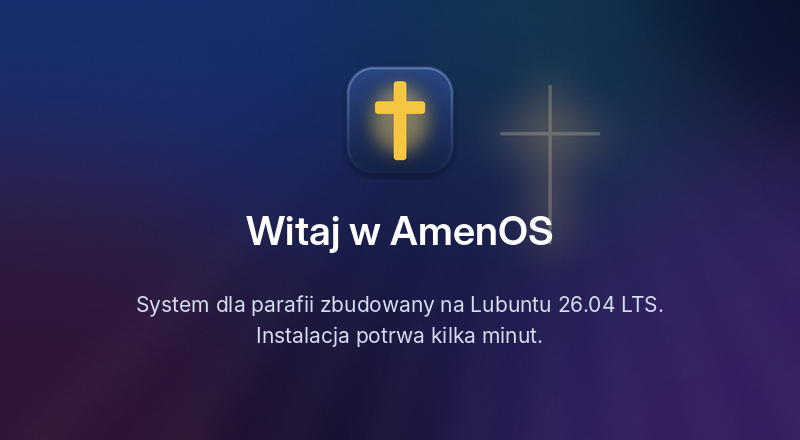 Witaj w AmenOS
System dla parafii zbudowany na Lubuntu 26.04 LTS.
Instalacja potrwa kilka minut.